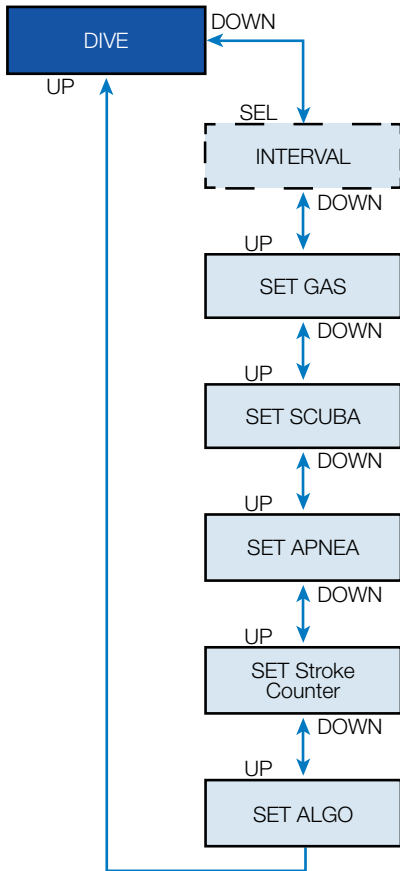 DOWN
DIVE
UP
SEL
INTERVAL
DOWN
UP
SET GAS
DOWN
UP
SET SCUBA
DOWN
UP
SET APNEA
DOWN
UP
SET Stroke
Counter
DOWN
UP
SET ALGO